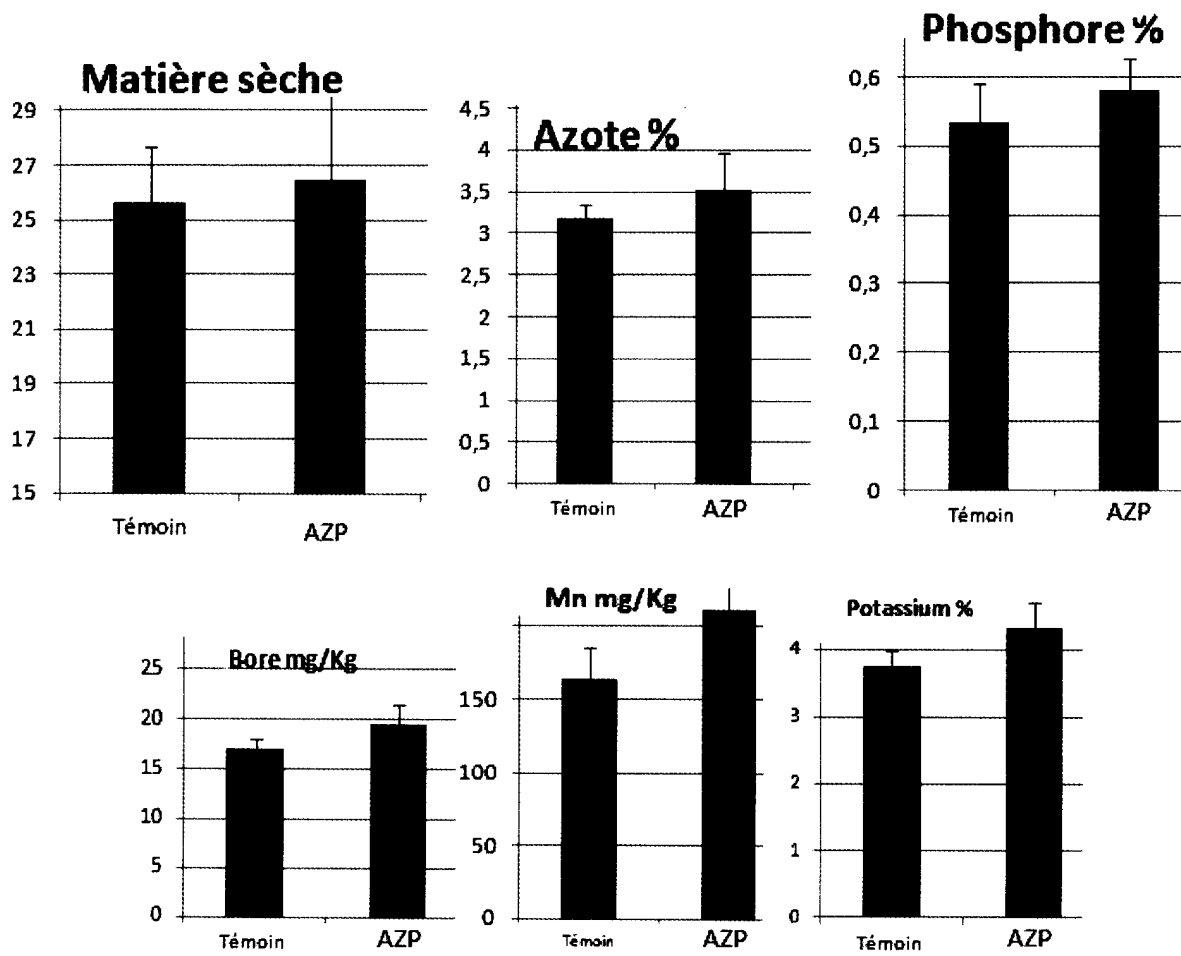 Matière sèche
29
27
25
23
21
19
17
15
Témoin
AZP
Azote %
4,5
4
3,5
3
2,5
2
1,5
1
0,5
0
Témoin
AZP
Phosphore %
0,6
0,5
0,4
0,3
0,2
0,1
0
Témoin
AZP
Bore mg/Kg
25
20
15
10
5
0
Témoin
AZP
Mn mg/Kg
150
100
50
0
Témoin
AZP
Potassium %
4
3
2
1
0
Témoin
AZP